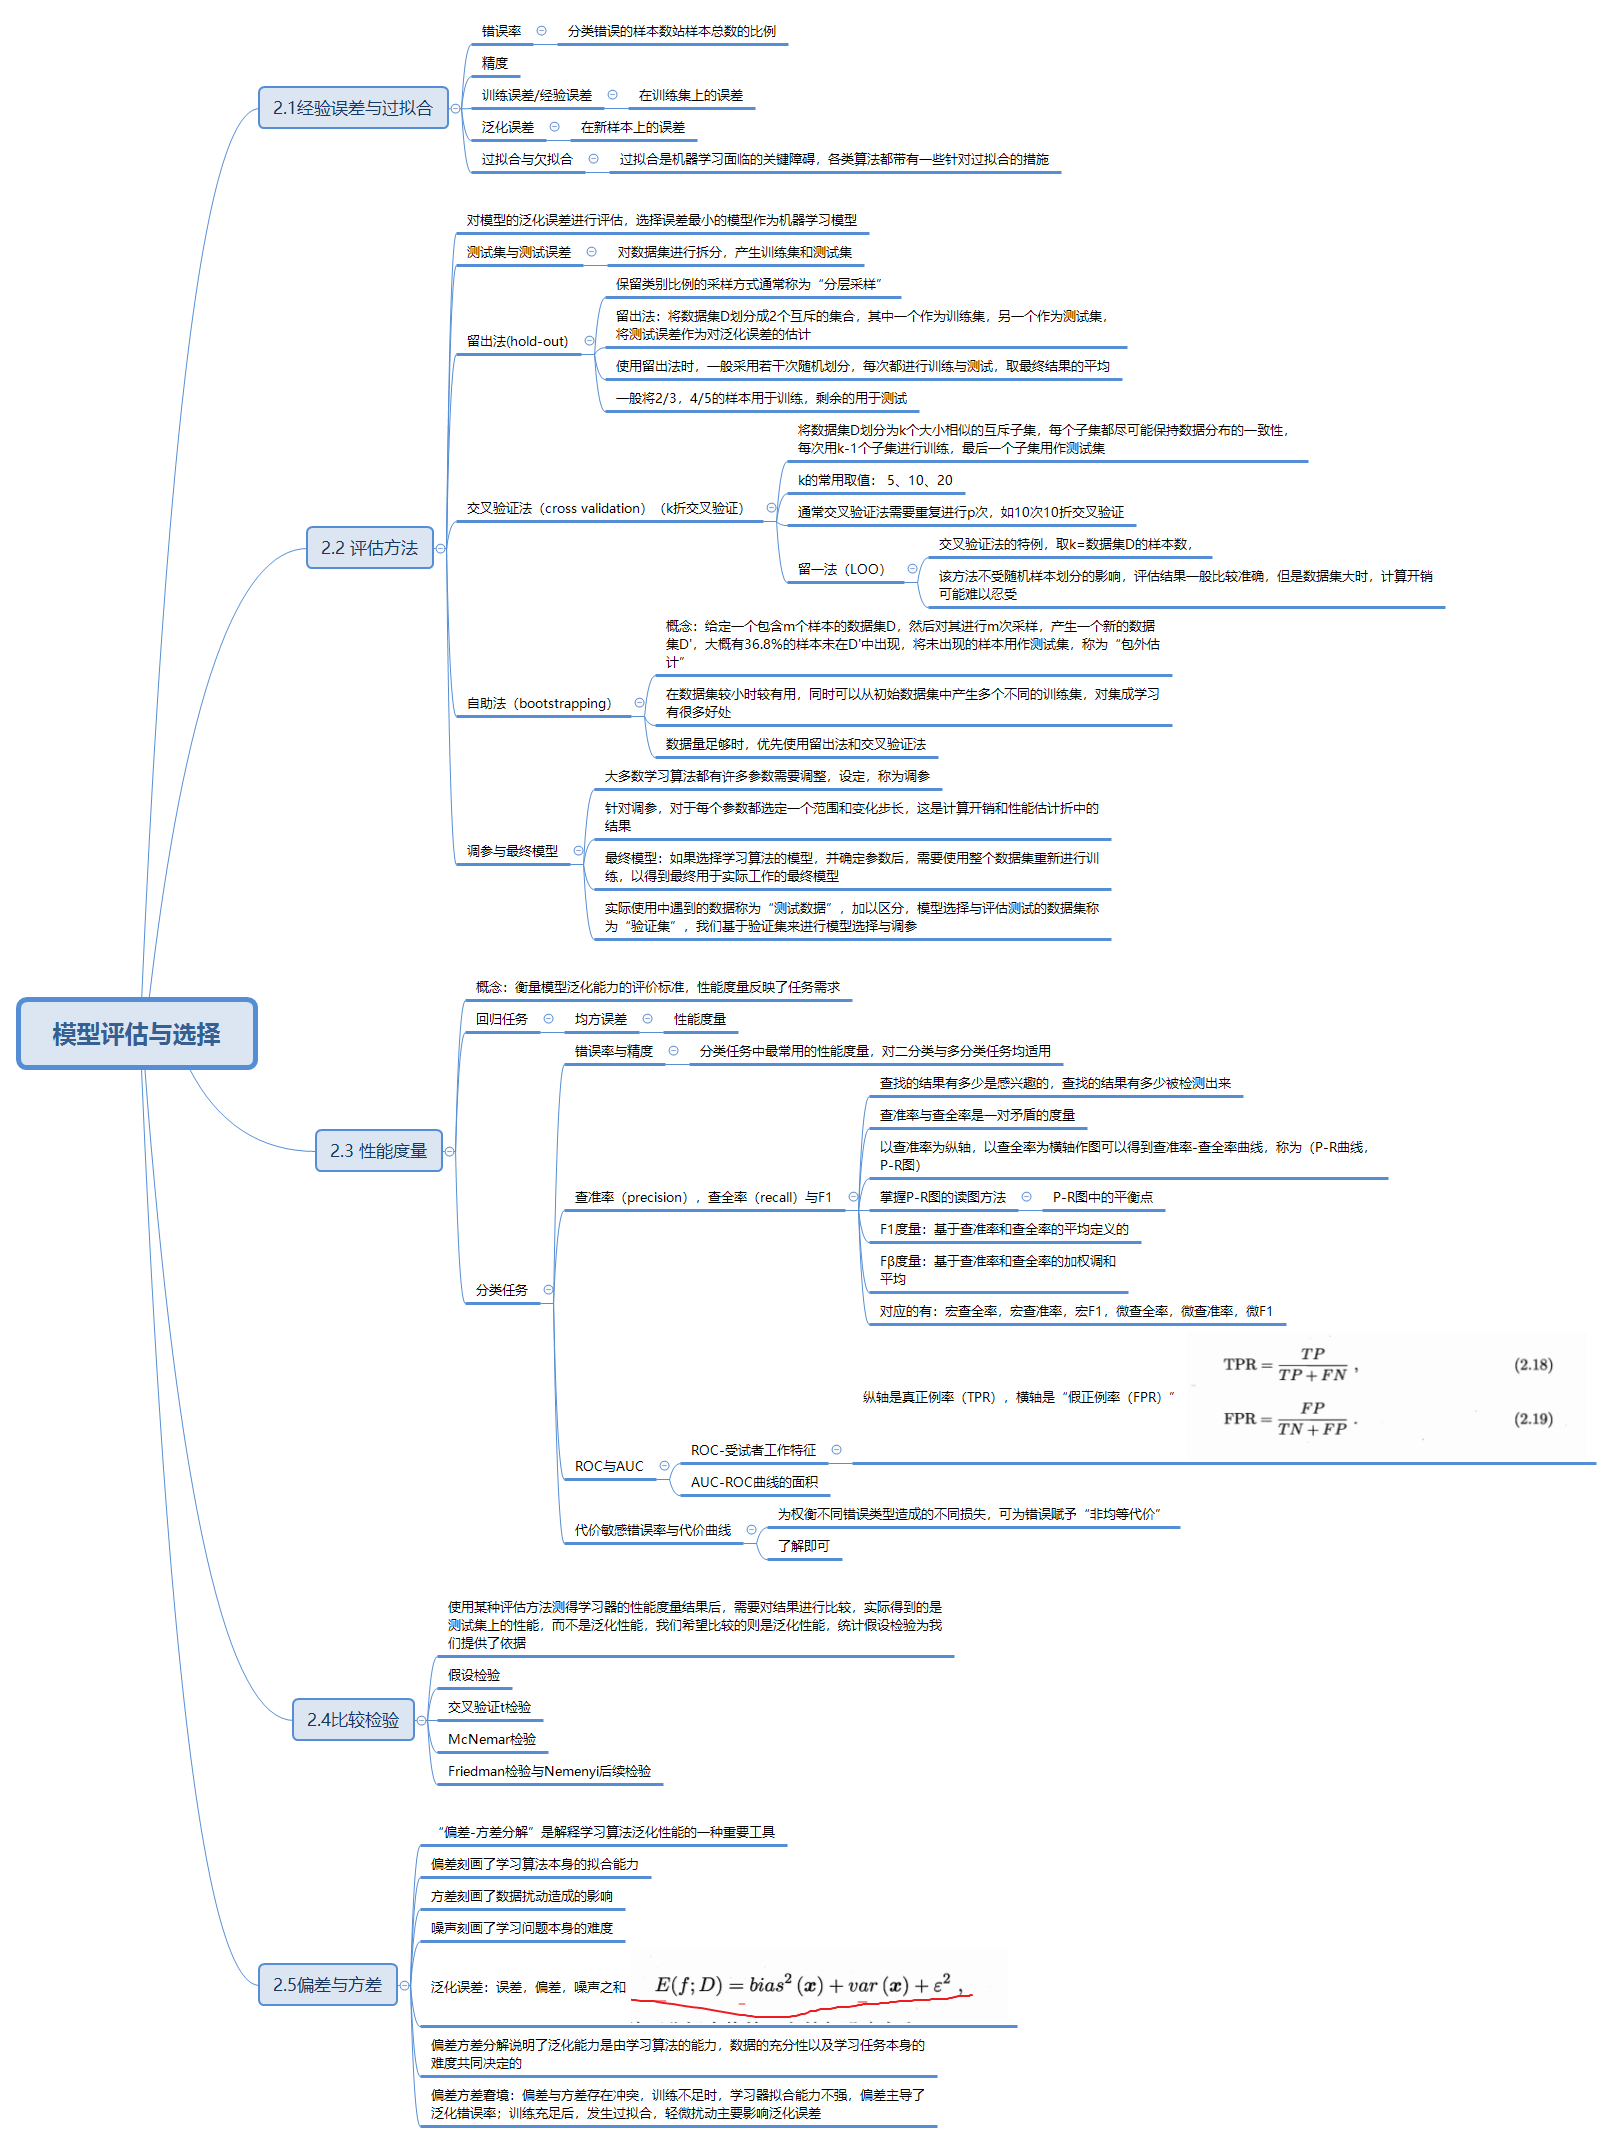 模型评估与选择
2.1经验误差与过拟合
错误率
分类错误的样本数站样本总数的比例
精度
训练误差/经验误差
在训练集上的误差
泛化误差
在新样本上的误差
过拟合与欠拟合
过拟合是机器学习面临的关键障碍，各类算法都带有一些针对过拟合的措施
2.2 评估方法
对模型的泛化误差进行评估，选择误差最小的模型作为机器学习模型
测试集与测试误差
对数据集进行拆分，产生训练集和测试集
留出法(hold-out)
保留类别比例的采样方式通常称为“分层采样”
留出法：将数据集D划分成2个互斥的集合，其中一个作为训练集，另一个作为测试集，
将测试误差作为对泛化误差的估计
使用留出法时，一般采用若干次随机划分，每次都进行训练与测试，取最终结果的平均
一般将2/3，4/5的样本用于训练，剩余的用于测试
交叉验证法（cross validation）（k折交叉验证）
将数据集D划分为k个大小相似的互斥子集，每个子集都尽可能保持数据分布的一致性，
每次用k-1个子集进行训练，最后一个子集用作测试集
k的常用取值： 5、10、20
通常交叉验证法需要重复进行p次，如10次10折交叉验证
留一法（LOO）
交叉验证法的特例，取k=数据集D的样本数，
该方法不受随机样本划分的影响，评估结果一般比较准确，但是数据集大时，计算开销
可能难以忍受
自助法（bootstrapping）
概念：给定一个包含m个样本的数据集D，然后对其进行m次采样，产生一个新的数据
集D'，大概有36.8%的样本未在D'中出现，将未出现的样本用作测试集，称为“包外估
计”
在数据集较小时较有用，同时可以从初始数据集中产生多个不同的训练集，对集成学习
有很多好处
数据量足够时，优先使用留出法和交叉验证法
调参与最终模型
大多数学习算法都有许多参数需要调整，设定，称为调参
针对调参，对于每个参数都选定一个范围和变化步长，这是计算开销和性能估计折中的
结果
最终模型：如果选择学习算法的模型，并确定参数后，需要使用整个数据集重新进行训
练，以得到最终用于实际工作的最终模型
实际使用中遇到的数据称为“测试数据”，加以区分，模型选择与评估测试的数据集称
为“验证集”，我们基于验证集来进行模型选择与调参
2.3 性能度量
概念：衡量模型泛化能力的评价标准，性能度量反映了任务需求
回归任务
均方误差
性能度量
分类任务
错误率与精度
分类任务中最常用的性能度量，对二分类与多分类任务均适用
查准率（precision），查全率（recall）与F1
查找的结果有多少是感兴趣的，查找的结果有多少被检测出来
查准率与查全率是一对矛盾的度量
以查准率为纵轴，以查全率为横轴作图可以得到查准率-查全率曲线，称为（P-R曲线，
P-R图）
掌握P-R图的读图方法
P-R图中的平衡点
F1度量：基于查准率和查全率的平均定义的
Fβ度量：基于查准率和查全率的加权调和
平均
对应的有：宏查全率，宏查准率，宏F1，微查全率，微查准率，微F1
ROC与AUC
ROC-受试者工作特征
纵轴是真正例率（TPR），横轴是“假正例率（FPR）”
TPR = TP / (TP + FN) , (2.18)
FPR = FP / (TN + FP) . (2.19)
AUC-ROC曲线的面积
代价敏感错误率与代价曲线
为权衡不同错误类型造成的不同损失，可为错误赋予“非均等代价”
了解即可
2.4比较检验
使用某种评估方法测得学习器的性能度量结果后，需要对结果进行比较，实际得到的是
测试集上的性能，而不是泛化性能，我们希望比较的则是泛化性能，统计假设检验为我
们提供了依据
假设检验
交叉验证t检验
McNemar检验
Friedman检验与Nemenyi后续检验
2.5偏差与方差
“偏差-方差分解”是解释学习算法泛化性能的一种重要工具
偏差刻画了学习算法本身的拟合能力
方差刻画了数据扰动造成的影响
噪声刻画了学习问题本身的难度
泛化误差：误差，偏差，噪声之和
E(f;D) = bias² (x) + var (x) + ε² ,
偏差方差分解说明了泛化能力是由学习算法的能力，数据的充分性以及学习任务本身的
难度共同决定的
偏差方差窘境：偏差与方差存在冲突，训练不足时，学习器拟合能力不强，偏差主导了
泛化错误率；训练充足后，发生过拟合，轻微扰动主要影响泛化误差